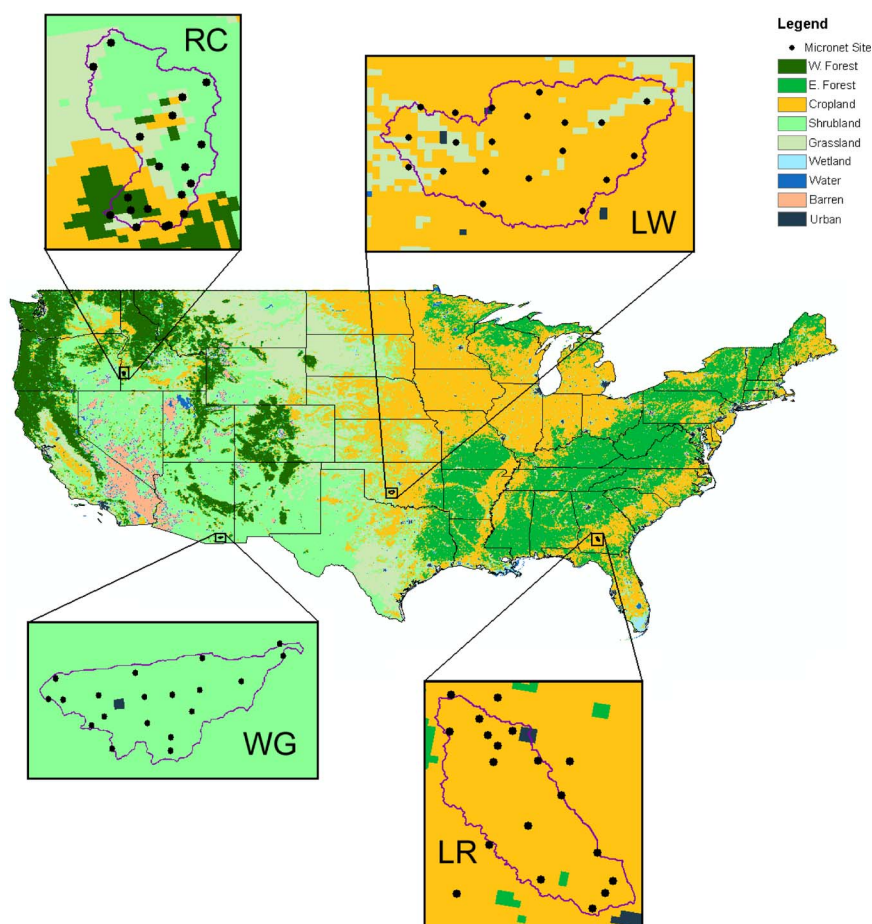 RC
LW
Legend
Micronet Site
W. Forest
E. Forest
Cropland
Shrubland
Grassland
Wetland
Water
Barren
Urban
WG
LR